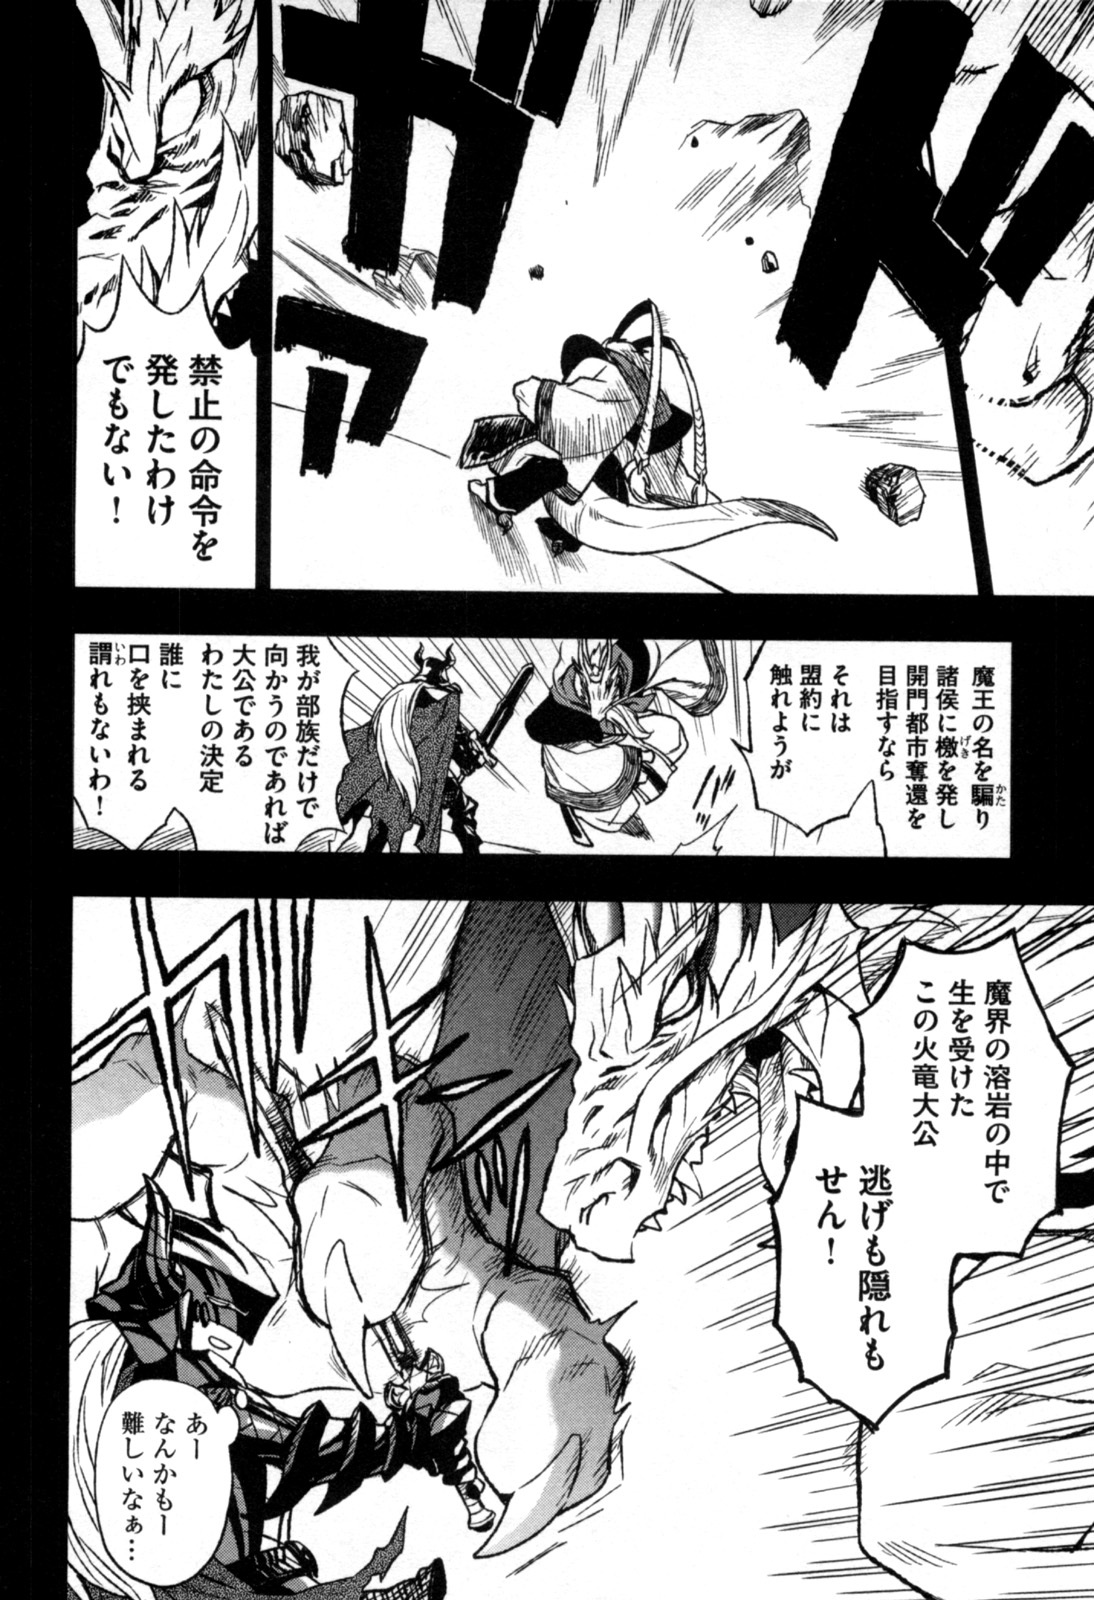 ドガッ
禁止の命令を
発したわけ
でもない！
魔王の名を騙り
かた
諸侯に檄を発し
げき
開門都市奪還を
目指すなら
それは
盟約に
触れようが
我が部族だけで
向かうのであれば
大公である
わたしの決定
誰に
口を挟まれる
謂れもないわ！
いわ
魔界の溶岩の中で
生を受けた
この火竜大公
逃げも隠れも
せん！
あー
なんかもー
難しいなぁ…